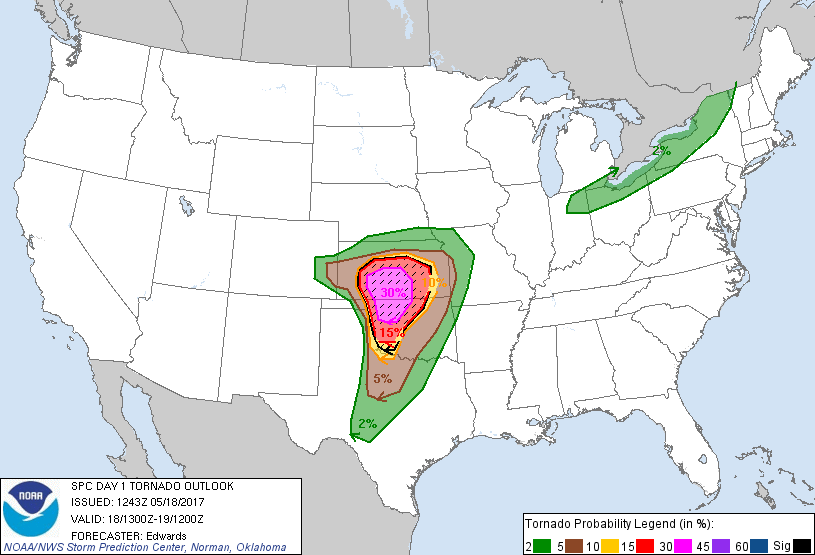 2%
10%
30%
15%
5%
2%
NOAA
SPC DAY 1 TORNADO OUTLOOK
ISSUED: 1243Z 05/18/2017
VALID: 18/1300Z-19/1200Z
FORECASTER: Edwards
NOAA/NWS Storm Prediction Center, Norman, Oklahoma
Tornado Probability Legend (in %):
2 5 10 15 30 45 60 Sig